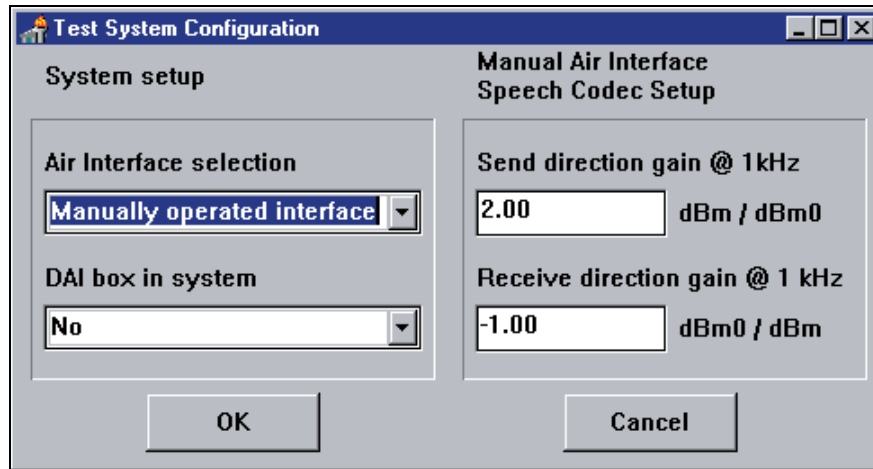 Test System Configuration
System setup
Air Interface selection
Manually operated interface
DAI box in system
No
Manual Air Interface
Speech Codec Setup
Send direction gain @ 1kHz
2.00 dBm / dBm0
Receive direction gain @ 1 kHz
-1.00 dBm0 / dBm
OK
Cancel